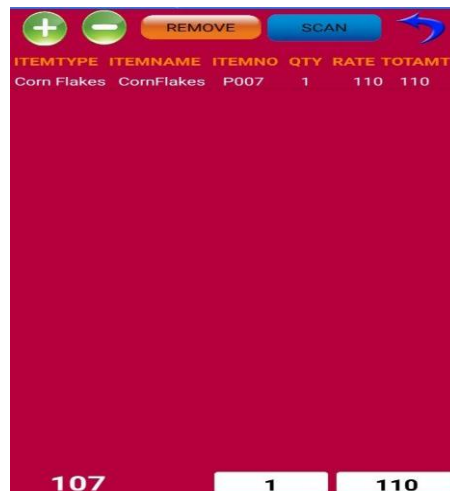 REMOVE SCAN
ITEMTYPE ITEMNAME ITEMNO QTY RATE TOTAMT
Corn Flakes CornFlakes P007 1 110 110
107 1 110